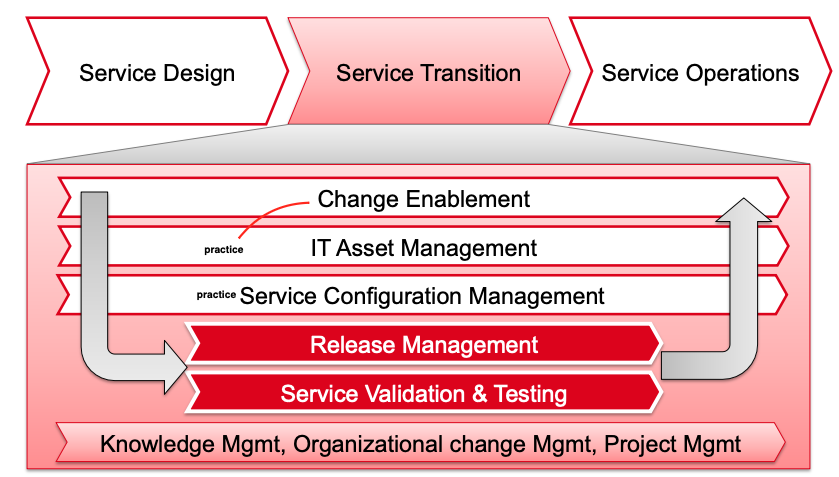 Service Design
Service Transition
Service Operations
Change Enablement
practice
IT Asset Management
practice
Service Configuration Management
Release Management
Service Validation & Testing
Knowledge Mgmt, Organizational change Mgmt, Project Mgmt